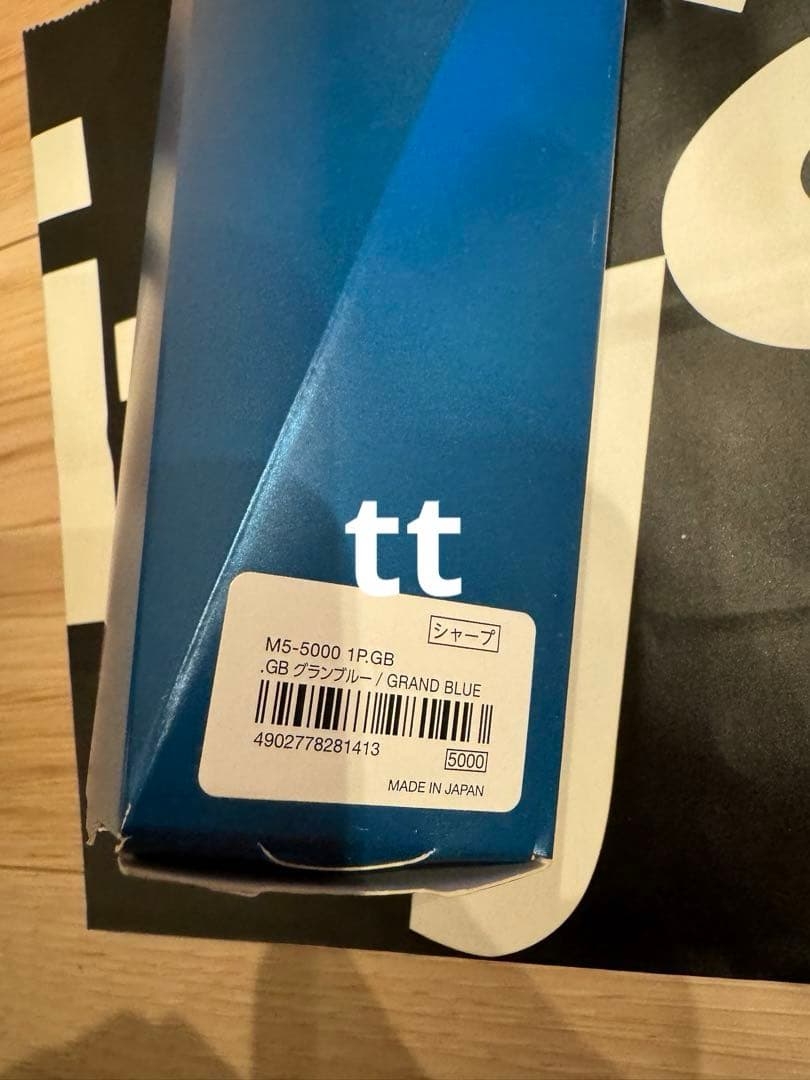 tt
シャープ
M5-5000 1P.GB
.GB グランブルー / GRAND BLUE
4902778281413
5000
MADE IN JAPAN